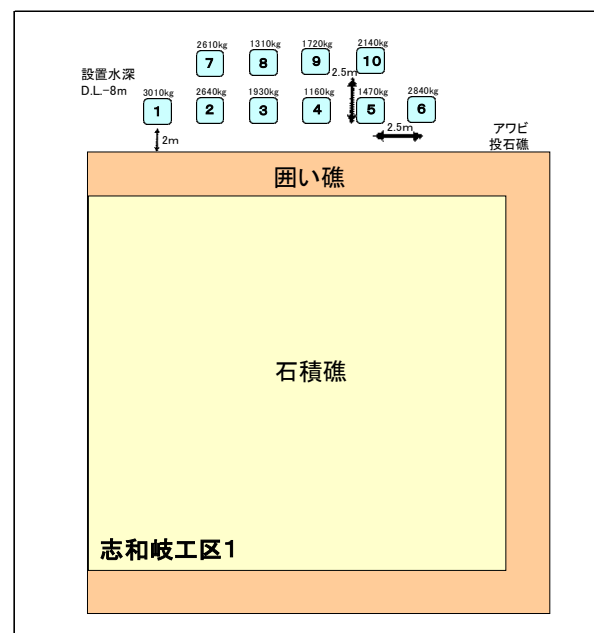 2610kg 1310kg 1720kg 2140kg
7 8 9 10
設置水深
D.L.-8m
2.5m
3010kg 2640kg 1930kg 1160kg 1470kg 2840kg
1 2 3 4 5 6
2m
2.5m
アワビ
投石礁
囲い礁
石積礁
志和岐工区1